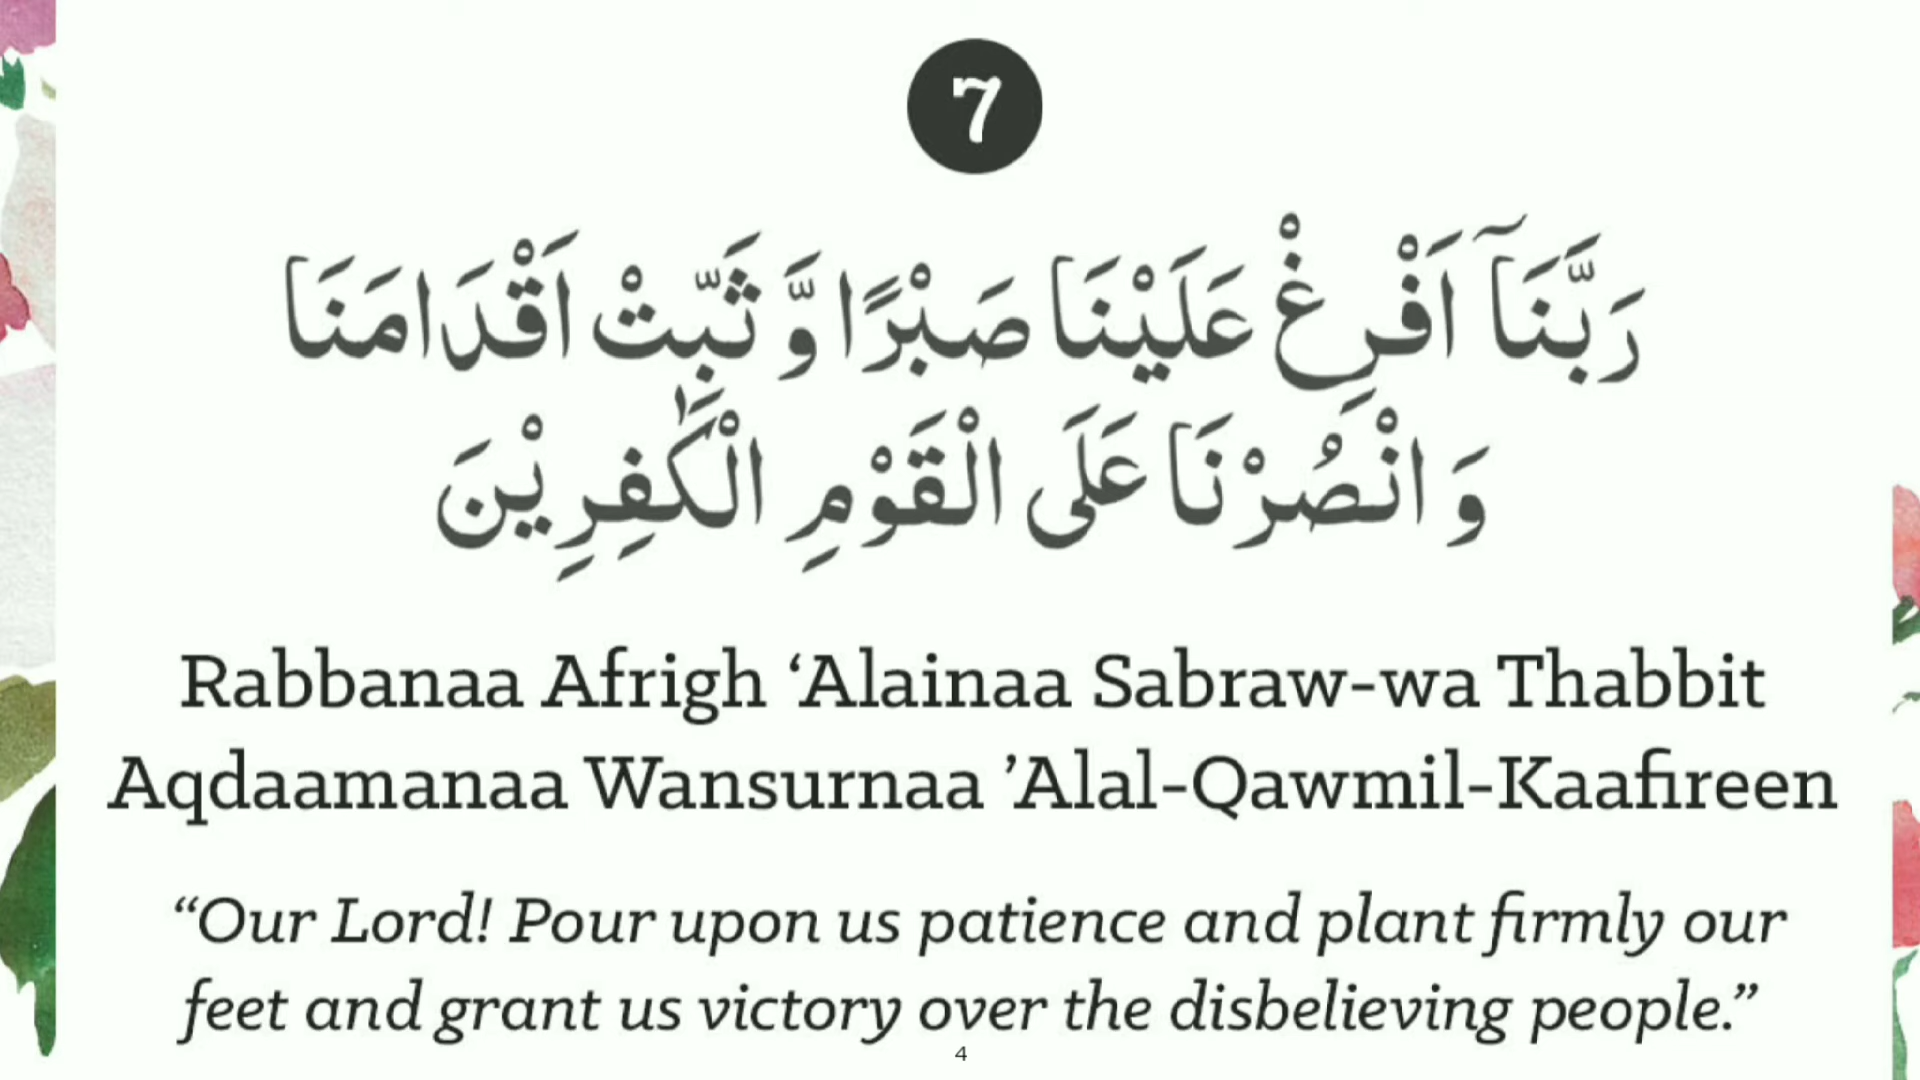 7
رَبَّنَاۤ اَفْرِغْ عَلَيْنَا صَبْرًا وَّ ثَبِّتْ اَقْدَامَنَا
وَ انْصُرْنَا عَلَى الْقَوْمِ الْكٰفِرِيْنَ
Rabbanaa Afrigh ‘Alainaa Sabraw-wa Thabbit
Aqdaamanaa Wansurnaa ’Alal-Qawmil-Kaafireen
“Our Lord! Pour upon us patience and plant firmly our
feet and grant us victory over the disbelieving people.”
4